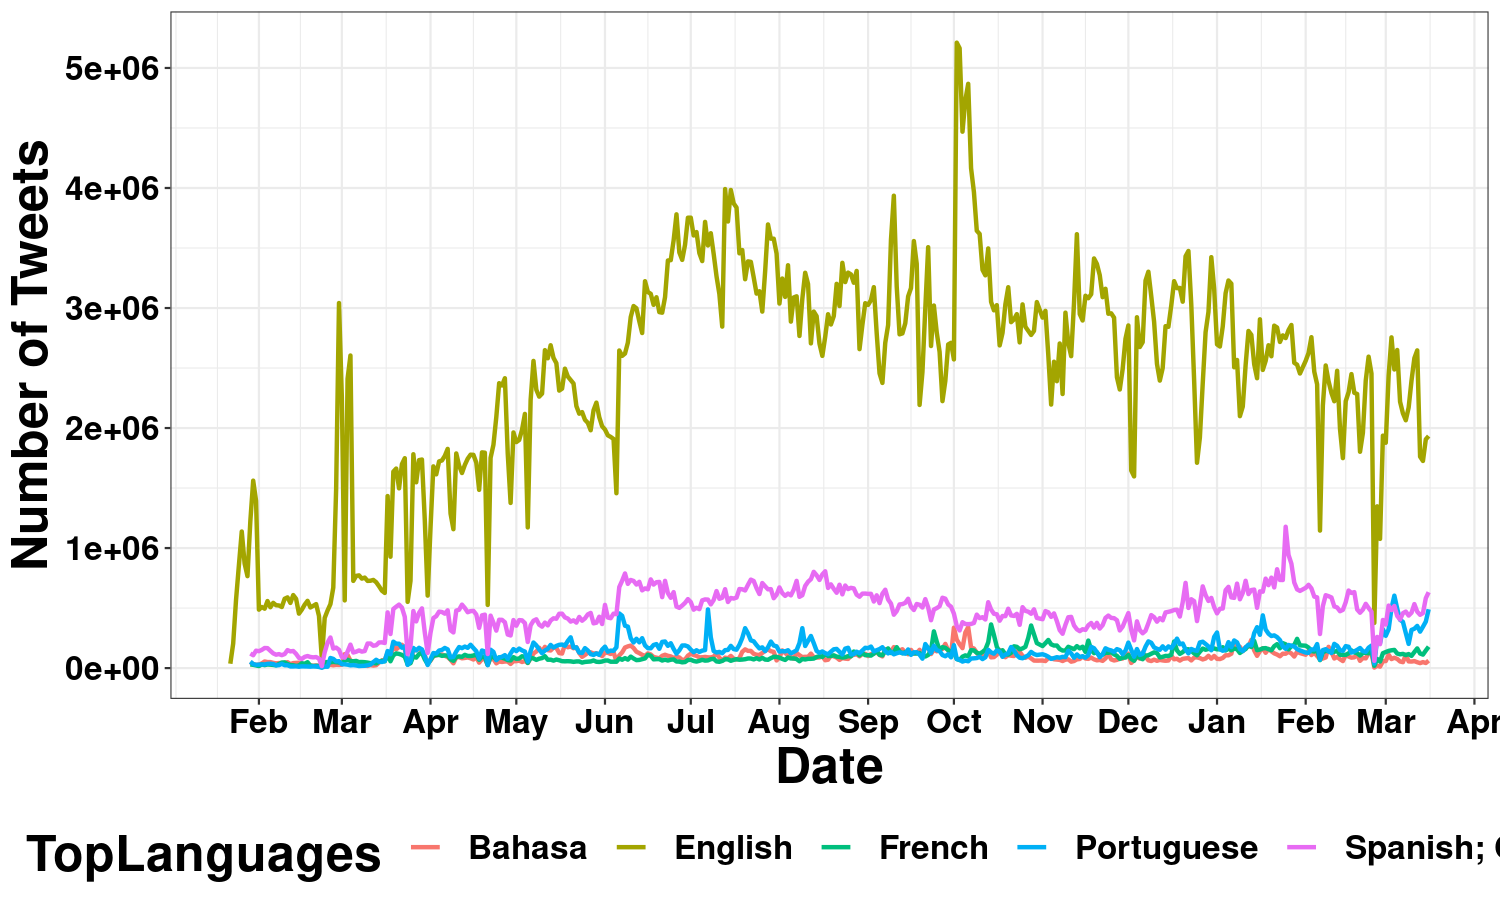 Number of Tweets
5e+06
4e+06
3e+06
2e+06
1e+06
0e+00
Feb Mar Apr May Jun Jul Aug Sep Oct Nov Dec Jan Feb Mar Apr
Date
TopLanguages Bahasa English French Portuguese Spanish;